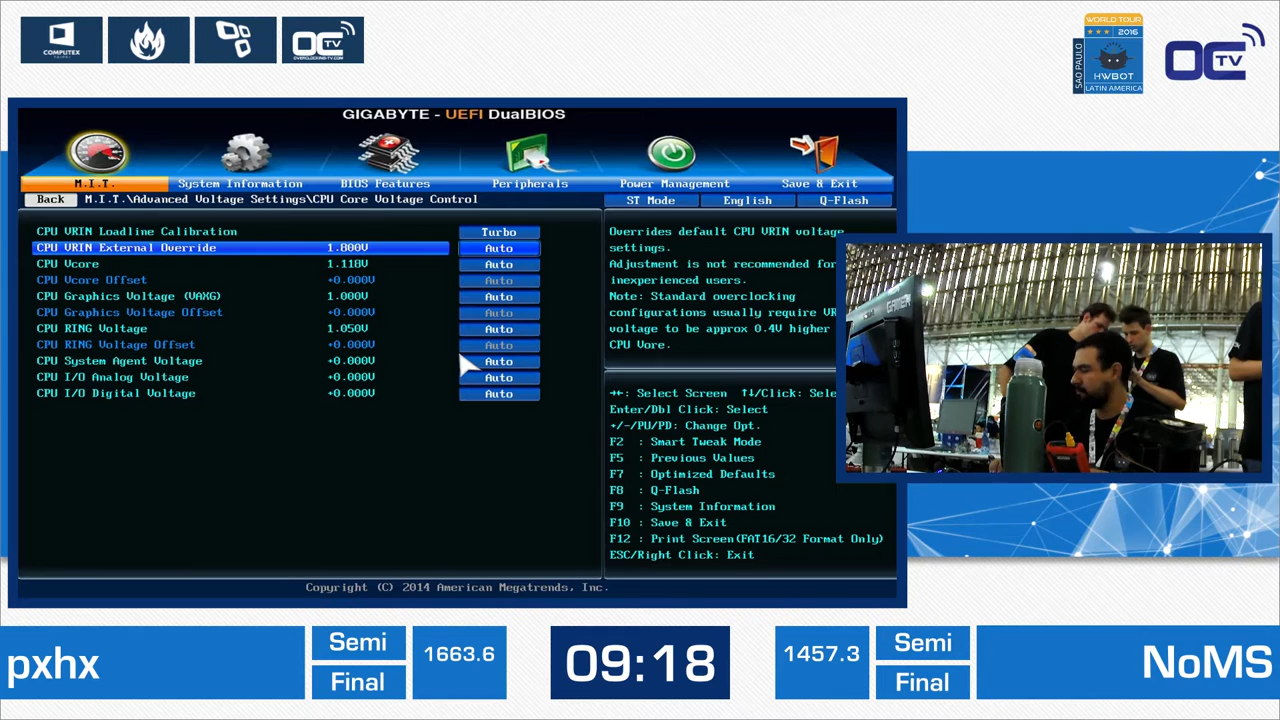 COMPUTEX
TAIPEI
OC TV
OVERCLOCKING-TV.COM
WORLD TOUR
2016
SAO PAULO
HWBOT
LATIN AMERICA
OC TV
GIGABYTE - UEFI DualBIOS
M.I.T. System Information BIOS Features Peripherals Power Management Save & Exit
Back M.I.T.\Advanced Voltage Settings\CPU Core Voltage Control ST Mode English Q-Flash
CPU VRIN Loadline Calibration Turbo
CPU VRIN External Override 1.800V Auto
CPU Vcore 1.118V Auto
CPU Vcore Offset +0.000V Auto
CPU Graphics Voltage (VAXG) 1.000V Auto
CPU Graphics Voltage Offset +0.000V Auto
CPU RING Voltage 1.050V Auto
CPU RING Voltage Offset +0.000V Auto
CPU System Agent Voltage +0.000V Auto
CPU I/O Analog Voltage +0.000V Auto
CPU I/O Digital Voltage +0.000V Auto
Overrides default CPU VRIN voltage
settings.
Adjustment is not recommended for
inexperienced users.
Note: Standard overclocking
configurations usually require VR
voltage to be approx 0.4V higher
CPU Vore.
→←: Select Screen ↑↓/Click: Sele
Enter/Dbl Click: Select
+/-/PU/PD: Change Opt.
F2 : Smart Tweak Mode
F5 : Previous Values
F7 : Optimized Defaults
F8 : Q-Flash
F9 : System Information
F10 : Save & Exit
F12 : Print Screen(FAT16/32 Format Only)
ESC/Right Click: Exit
Copyright (C) 2014 American Megatrends, Inc.
pxhx
Semi
Final
1663.6
09:18
1457.3
Semi
Final
NoMS